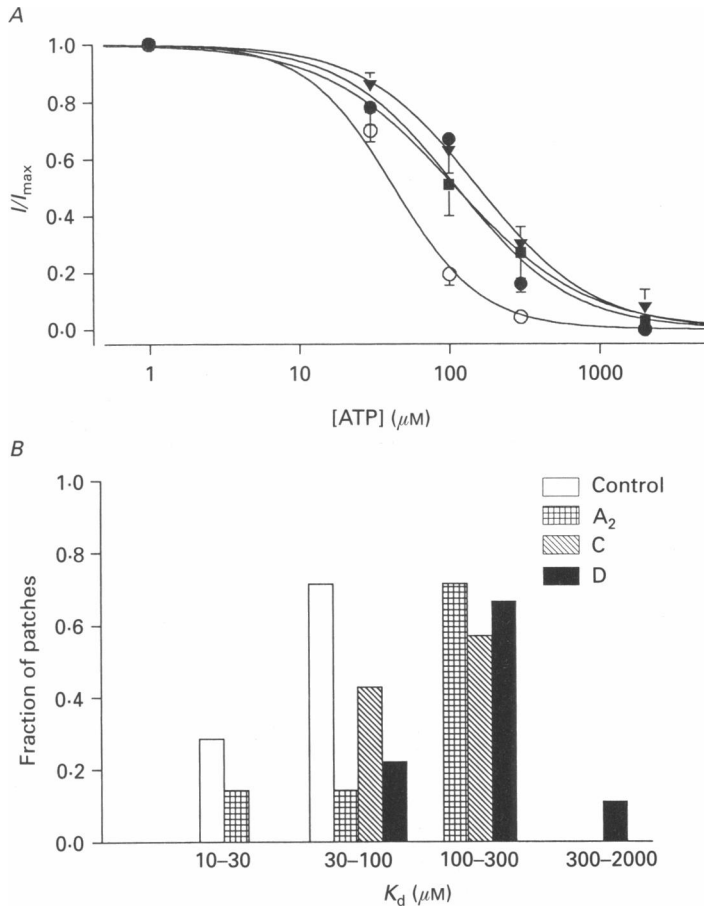 A
1·0
0·8
0·6
0·4
0·2
0·0
I/Imax
1
10
100
1000
[ATP] (μM)
B
1·0
0·8
0·6
0·4
0·2
0·0
Fraction of patches
Control
A2
C
D
10–30
30–100
100–300
300–2000
Kd (μM)